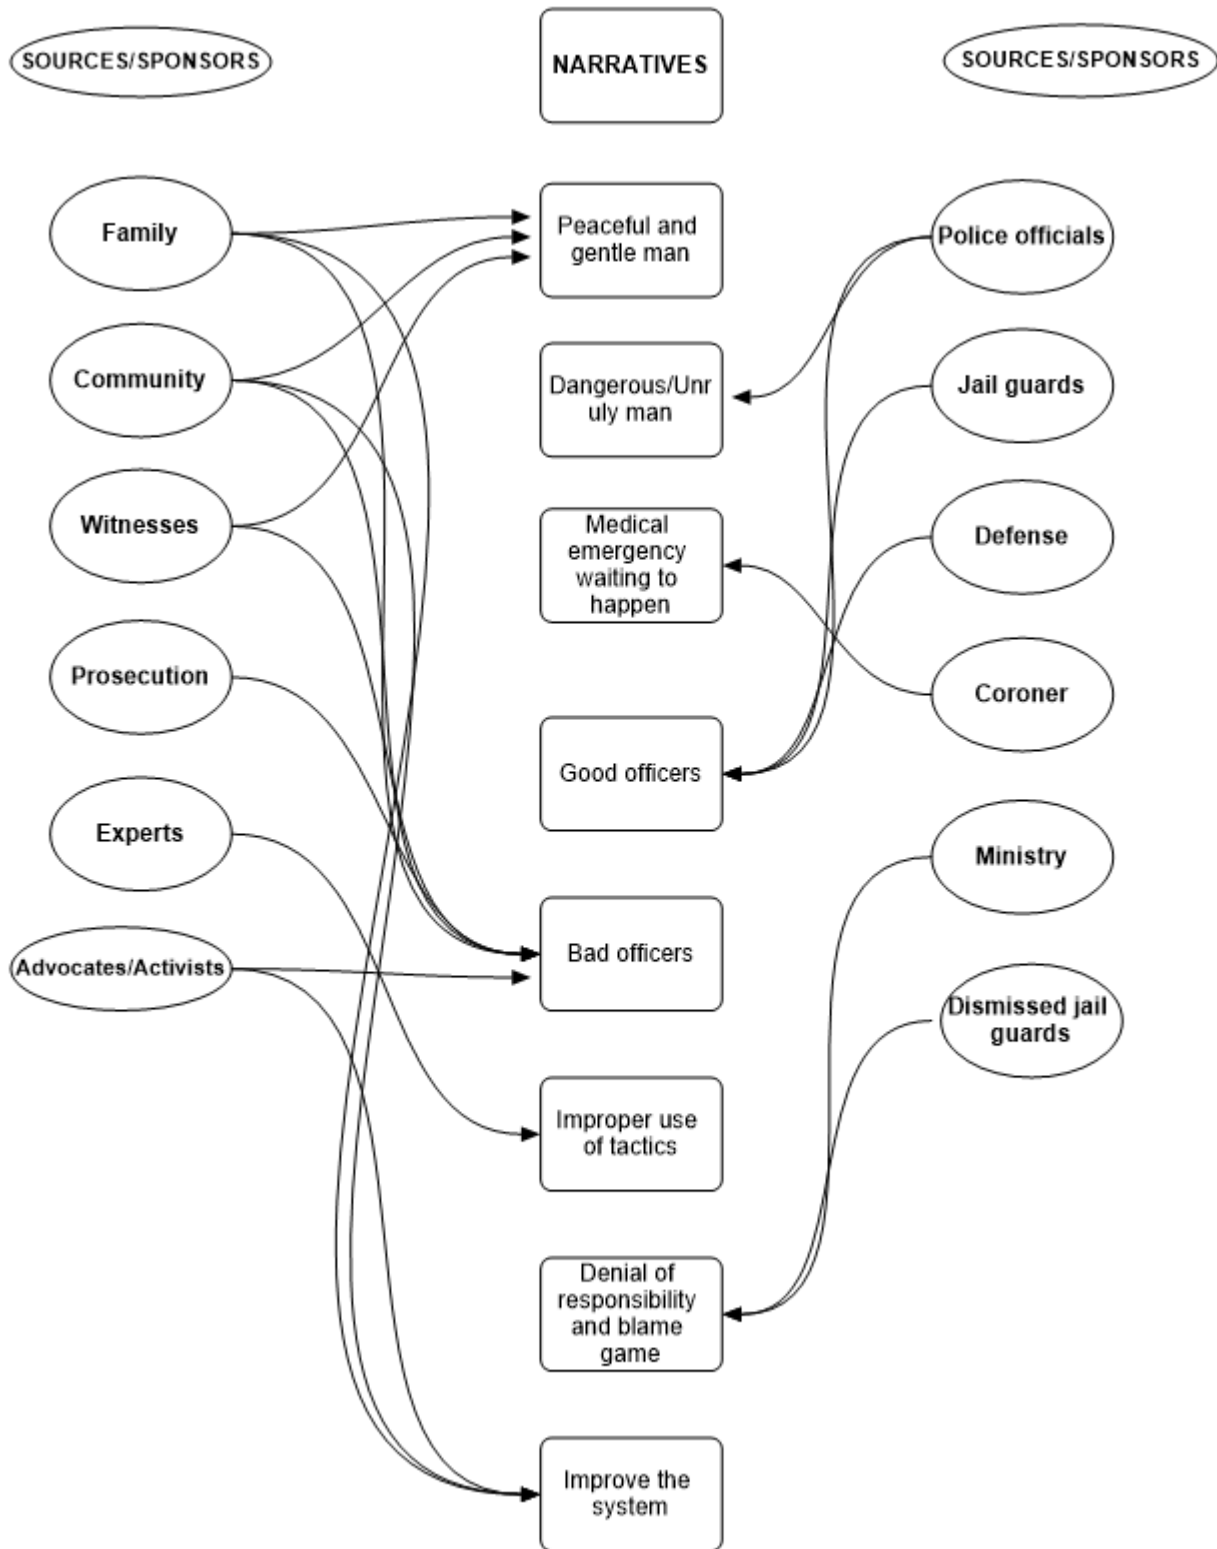 SOURCES/SPONSORS
NARRATIVES
SOURCES/SPONSORS
Family
Community
Witnesses
Prosecution
Experts
Advocates/Activists
Peaceful and
gentle man
Dangerous/Unr
uly man
Medical
emergency
waiting to
happen
Good officers
Bad officers
Improper use
of tactics
Denial of
responsibility
and blame
game
Improve the
system
Police officials
Jail guards
Defense
Coroner
Ministry
Dismissed jail
guards